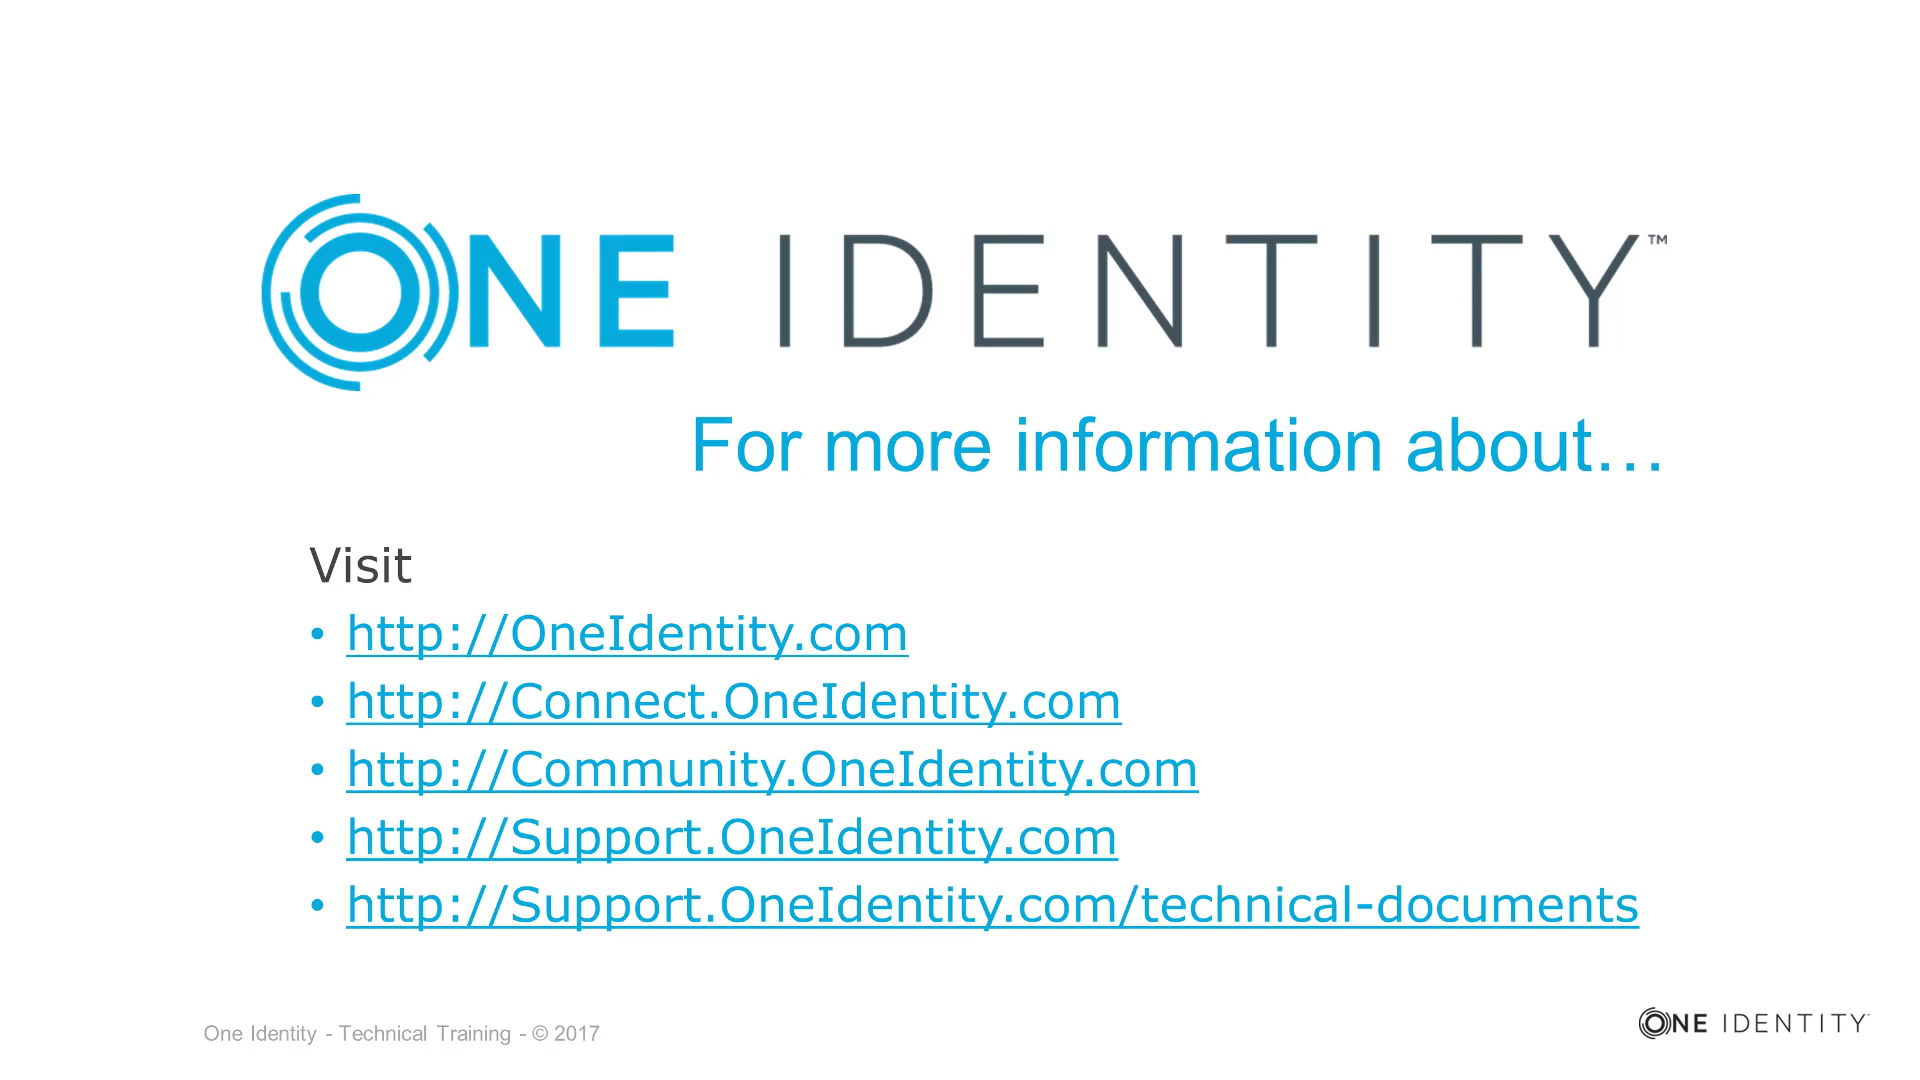 ONE IDENTITY™
For more information about…
Visit
• http://OneIdentity.com
• http://Connect.OneIdentity.com
• http://Community.OneIdentity.com
• http://Support.OneIdentity.com
• http://Support.OneIdentity.com/technical-documents
One Identity - Technical Training - © 2017
ONE IDENTITY